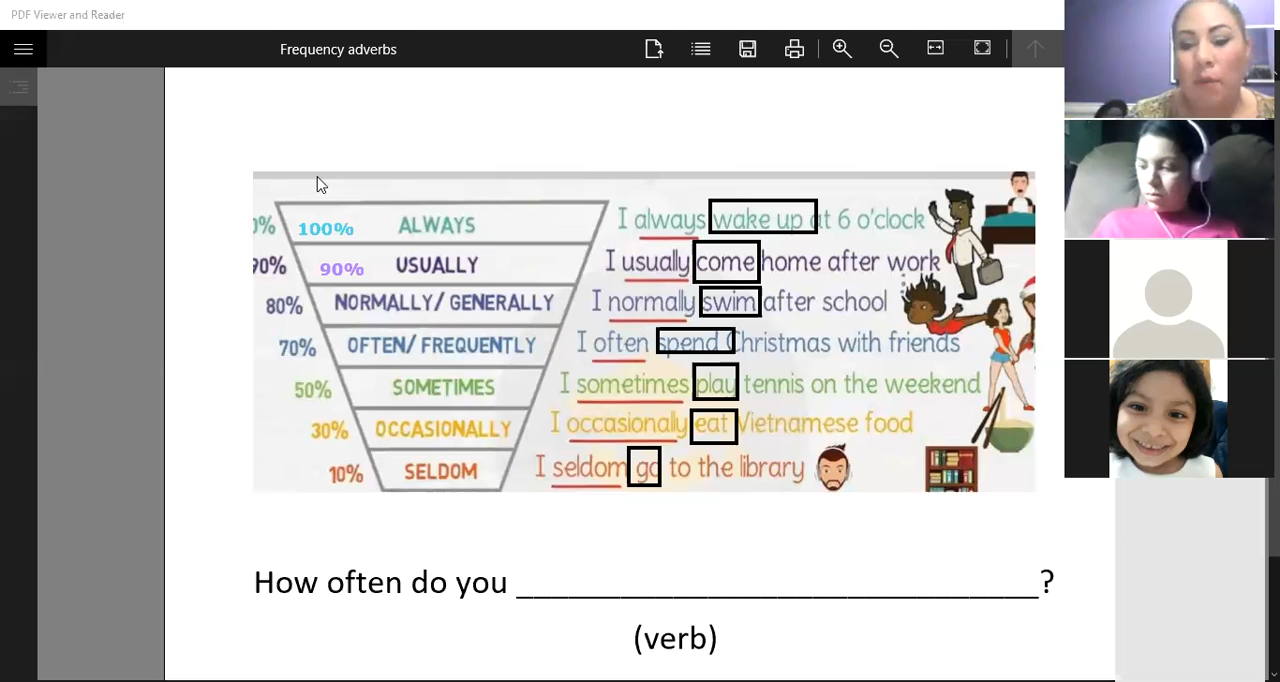 PDF Viewer and Reader
Frequency adverbs
0% 100% ALWAYS I always wake up at 6 o'clock
90% 90% USUALLY I usually come home after work
80% NORMALLY/ GENERALLY I normally swim after school
70% OFTEN/ FREQUENTLY I often spend Christmas with friends
50% SOMETIMES I sometimes play tennis on the weekend
30% OCCASIONALLY I occasionally eat Vietnamese food
10% SELDOM I seldom go to the library
How often do you ______________________________?
(verb)